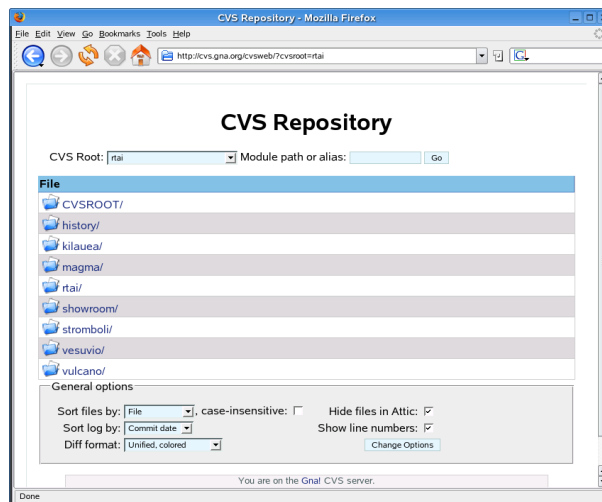 CVS Repository - Mozilla Firefox
File Edit View Go Bookmarks Tools Help
http://cvs.gna.org/cvsweb/?cvsroot=rtai
G
CVS Repository
CVS Root: rtai Module path or alias: Go
File
CVSROOT/
history/
kilauea/
magma/
rtai/
showroom/
stromboli/
vesuvio/
vulcano/
General options
Sort files by: File , case-insensitive: Hide files in Attic:
Sort log by: Commit date Show line numbers:
Diff format: Unified, colored Change Options
You are on the Gna! CVS server.
Done